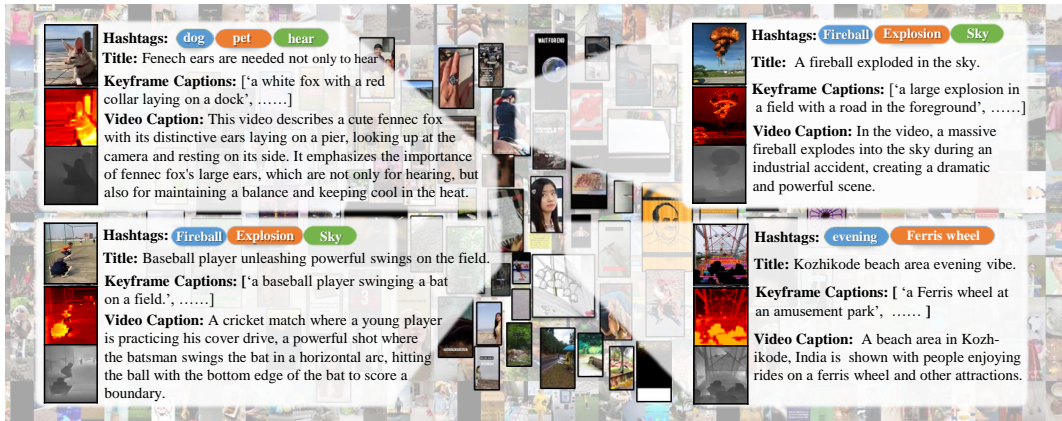 Hashtags: dog pet hear
Title: Fenech ears are needed not only to hear
Keyframe Captions: ['a white fox with a red
collar laying on a dock', ……]
Video Caption: This video describes a cute fennec fox
with its distinctive ears laying on a pier, looking up at the
camera and resting on its side. It emphasizes the importance
of fennec fox's large ears, which are not only for hearing, but
also for maintaining a balance and keeping cool in the heat.
Hashtags: Fireball Explosion Sky
Title: Baseball player unleashing powerful swings on the field.
Keyframe Captions: ['a baseball player swinging a bat
on a field.', ……]
Video Caption: A cricket match where a young player
is practicing his cover drive, a powerful shot where
the batsman swings the bat in a horizontal arc, hitting
the ball with the bottom edge of the bat to score a
boundary.
WAIT FOR END
Hashtags: Fireball Explosion Sky
Title: A fireball exploded in the sky.
Keyframe Captions: ['a large explosion in
a field with a road in the foreground', ……]
Video Caption: In the video, a massive
fireball explodes into the sky during an
industrial accident, creating a dramatic
and powerful scene.
Hashtags: evening Ferris wheel
Title: Kozhikode beach area evening vibe.
Keyframe Captions: [ 'a Ferris wheel at
an amusement park', …… ]
Video Caption: A beach area in Kozh-
ikode, India is shown with people enjoying
rides on a ferris wheel and other attractions.